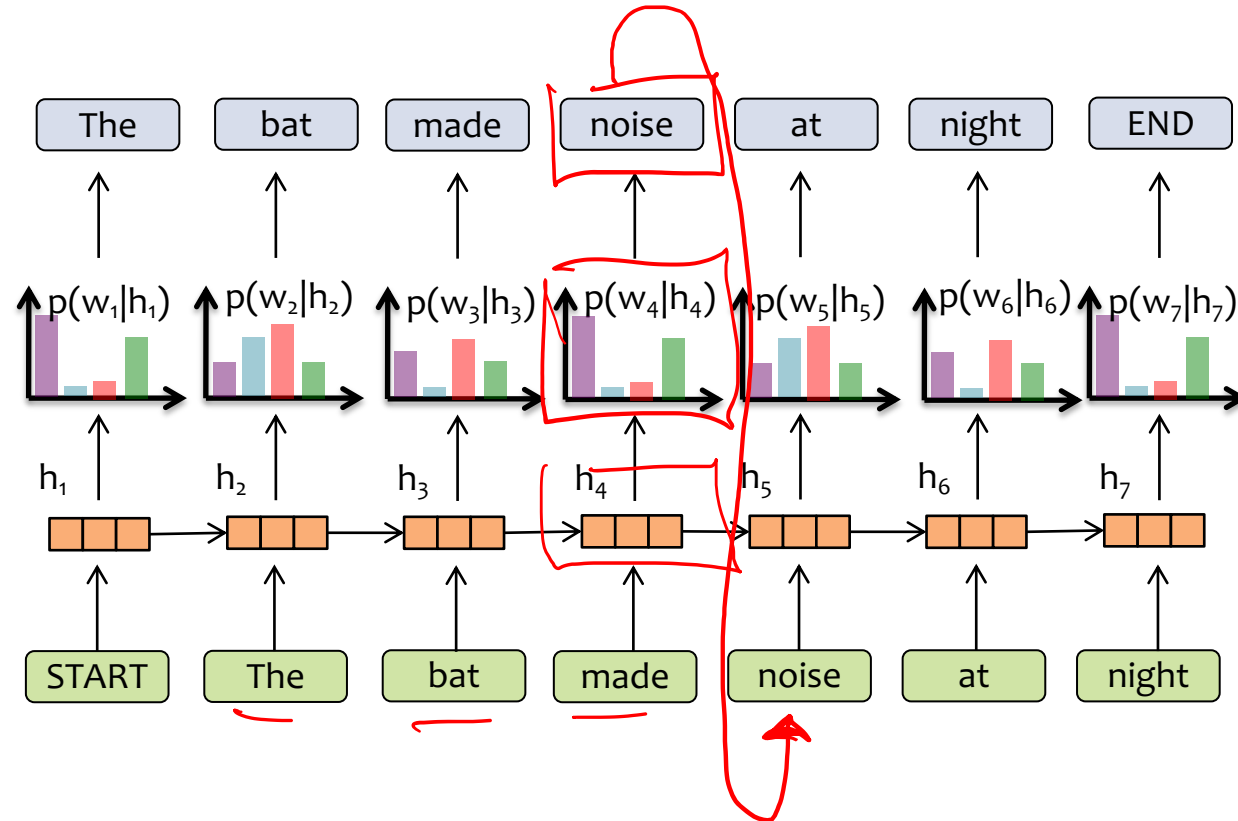 The bat made noise at night END
p(w₁|h₁) p(w₂|h₂) p(w₃|h₃) p(w₄|h₄) p(w₅|h₅) p(w₆|h₆) p(w₇|h₇)
h₁ h₂ h₃ h₄ h₅ h₆ h₇
START The bat made noise at night